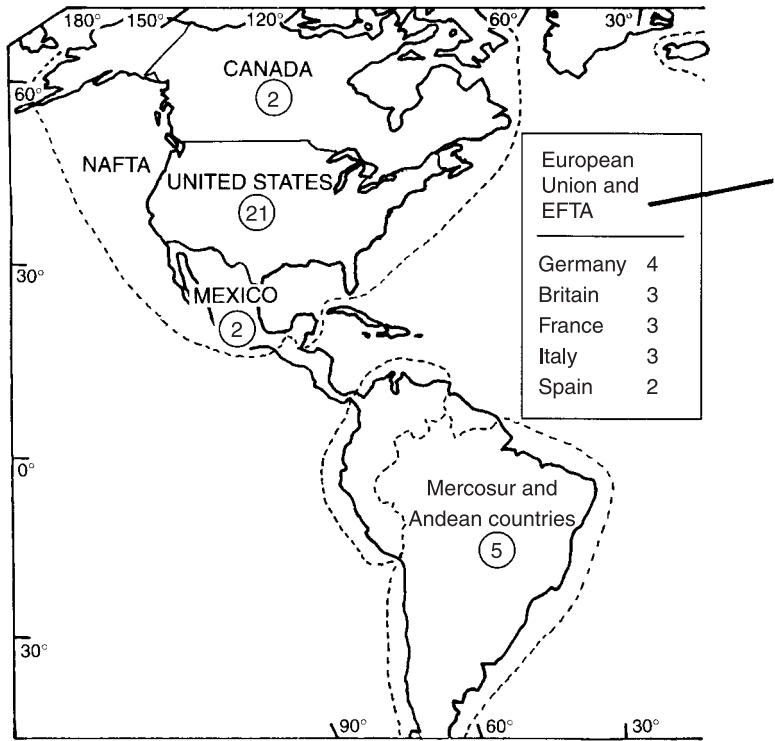 180° 150° 120° 60° 30°
CANADA
2
60°
NAFTA
UNITED STATES
21
European
Union and
EFTA
30°
Germany 4
Britain 3
France 3
Italy 3
Spain 2
MEXICO
2
0°
Mercosur and
Andean countries
5
30°
90° 60° 30°